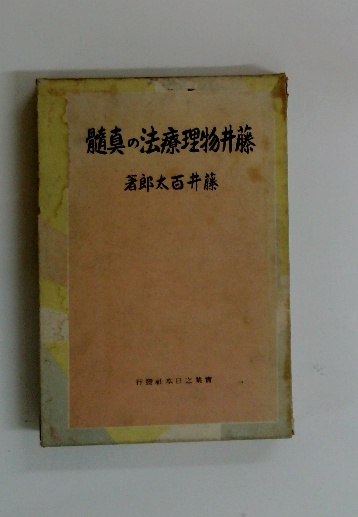 藤井物理療法の真髓
藤井百太郎著
實業之日本社發行